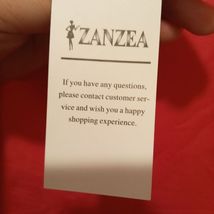 ZANZEA
If you have any questions,
please contact customer ser-
vice and wish you a happy
shopping experience.